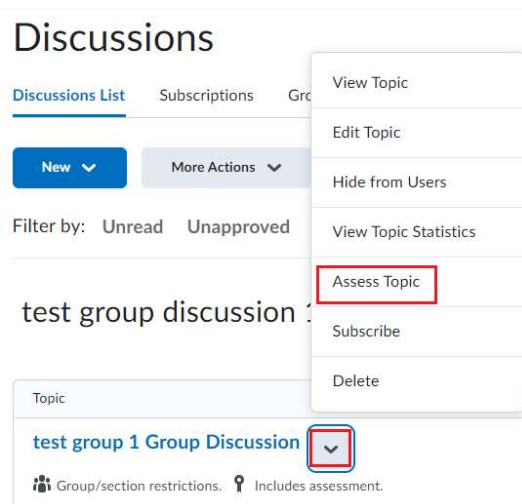 Discussions
Discussions List Subscriptions
New More Actions
Filter by: Unread Unapproved
test group discussion
Topic
test group 1 Group Discussion
Group/section restrictions. Includes assessment.
View Topic
Edit Topic
Hide from Users
View Topic Statistics
Assess Topic
Subscribe
Delete